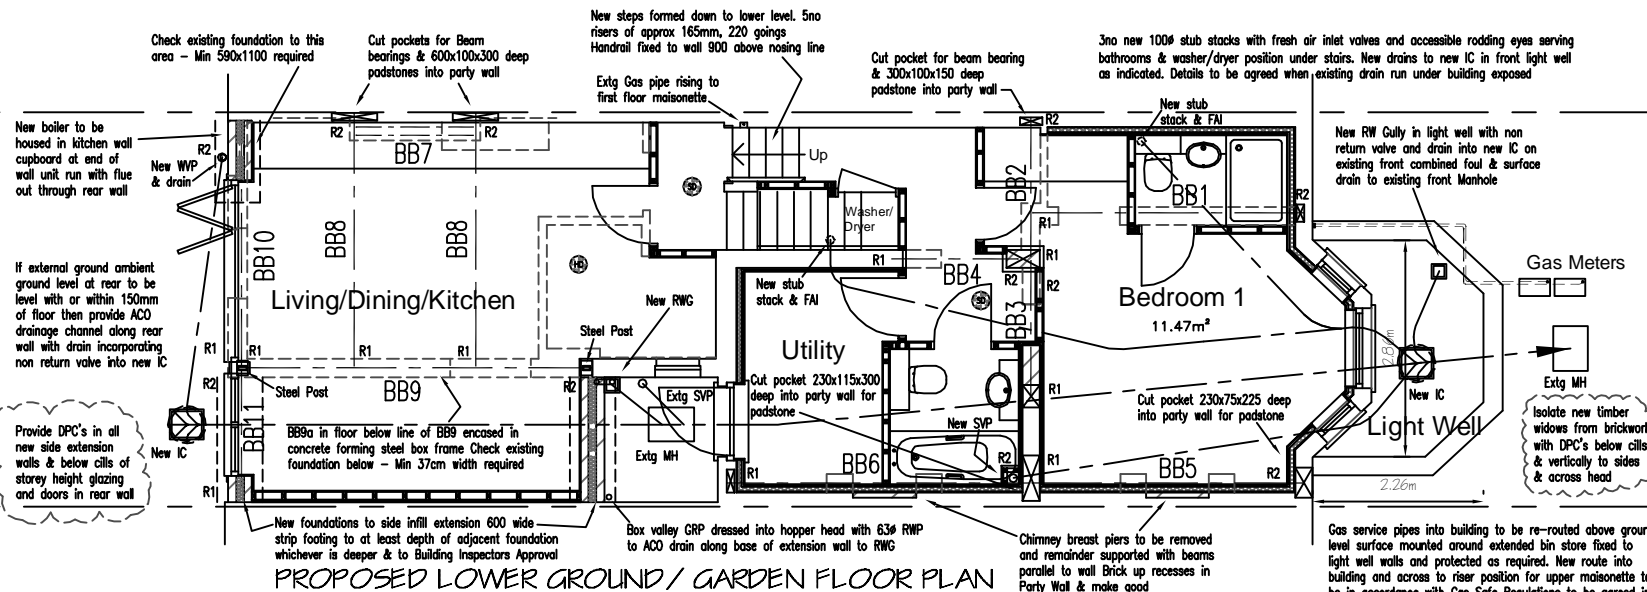 New steps formed down to lower level. 5no
risers of approx 165mm, 220 goings
Handrail fixed to wall 900 above nosing line
Check existing foundation to this
area - Min 590x1100 required
Cut pockets for Beam
bearings & 600x100x300 deep
padstones into party wall
Extg Gas pipe rising to
first floor maisonette
Cut pocket for beam bearing
& 300x100x150 deep
padstone into party wall
3no new 100ø stub stacks with fresh air inlet valves and accessible rodding eyes serving
bathrooms & washer/dryer position under stairs. New drains to new IC in front light well
as indicated. Details to be agreed when existing drain run under building exposed
New boiler to be
housed in kitchen wall
cupboard at end of
wall unit run with flue
out through rear wall
R2
New WVP
& drain
R2
R2
BB7
Up
R2
New stub
stack & FAI
New RW Gully in light well with non
return valve and drain into new IC on
existing front combined foul & surface
drain to existing front Manhole
SD
BB2
BB1
R2
Washer/
Dryer
R1
R1
BB10
BB8
BB8
HD
If external ground ambient
ground level at rear to be
level with or within 150mm
of floor then provide ACO
drainage channel along rear
wall with drain incorporating
non return valve into new IC
Living/Dining/Kitchen
New RWG
New stub
stack & FAI
R1
BB4
R1
R2
R2
SD
BB3
Bedroom 1
11.47m²
Gas Meters
Steel Post
Utility
R1
R1
R1
R1
Steel Post
R2
BB9
R2
Extg SVP
Cut pocket 230x115x300
deep into party wall for
padstone
R1
Cut pocket 230x75x225 deep
into party wall for padstone
New IC
Extg MH
Light Well
Provide DPC's in all
new side extension
walls & below cills of
storey height glazing
and doors in rear wall
New IC
BB11
BB9a in floor below line of BB9 encased in
concrete forming steel box frame Check existing
foundation below - Min 37cm width required
Extg MH
New SVP
R2
R1
R1
BB6
R1
BB5
R2
2.26m
R1
Isolate new timber
widows from brickwork
with DPC's below cills
& vertically to sides
& across head
New foundations to side infill extension 600 wide
strip footing to at least depth of adjacent foundation
whichever is deeper & to Building Inspectors Approval
Box valley GRP dressed into hopper head with 63ø RWP
to ACO drain along base of extension wall to RWG
Chimney breast piers to be removed
and remainder supported with beams
parallel to wall Brick up recesses in
Party Wall & make good
Gas service pipes into building to be re-routed above groun
level surface mounted around extended bin store fixed to
light well walls and protected as required. New route into
building and across to riser position for upper maisonette t
be in accordance with Gas Safe Regulations to be agreed
PROPOSED LOWER GROUND/ GARDEN FLOOR PLAN